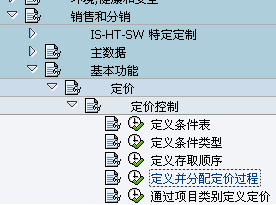 环境,健康和安全
销售和分销
IS-HT-SW 特定定制
主数据
基本功能
定价
定价控制
定义条件表
定义条件类型
定义存取顺序
定义并分配定价过程
通过项目类别定义定价